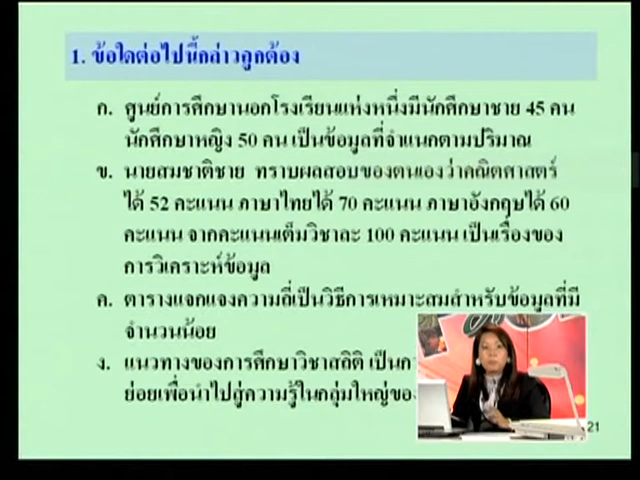 1. ข้อใดต่อไปนี้กล่าวถูกต้อง
ก. ศูนย์การศึกษานอกโรงเรียนแห่งหนึ่งมีนักศึกษาชาย 45 คน
นักศึกษาหญิง 50 คน เป็นข้อมูลที่จำแนกตามปริมาณ
ข. นายสมชาติชาย ทราบผลสอบของตนเองว่าคณิตศาสตร์
ได้ 52 คะแนน ภาษาไทยได้ 70 คะแนน ภาษาอังกฤษได้ 60
คะแนน จากคะแนนเต็มวิชาละ 100 คะแนน เป็นเรื่องของ
การวิเคราะห์ข้อมูล
ค. ตารางแจกแจงความถี่เป็นวิธีการเหมาะสมสำหรับข้อมูลที่มี
จำนวนน้อย
ง. แนวทางของการศึกษาวิชาสถิติ เป็น
ย่อยเพื่อนำไปสู่ความรู้ในกลุ่มใหญ่ของ
21